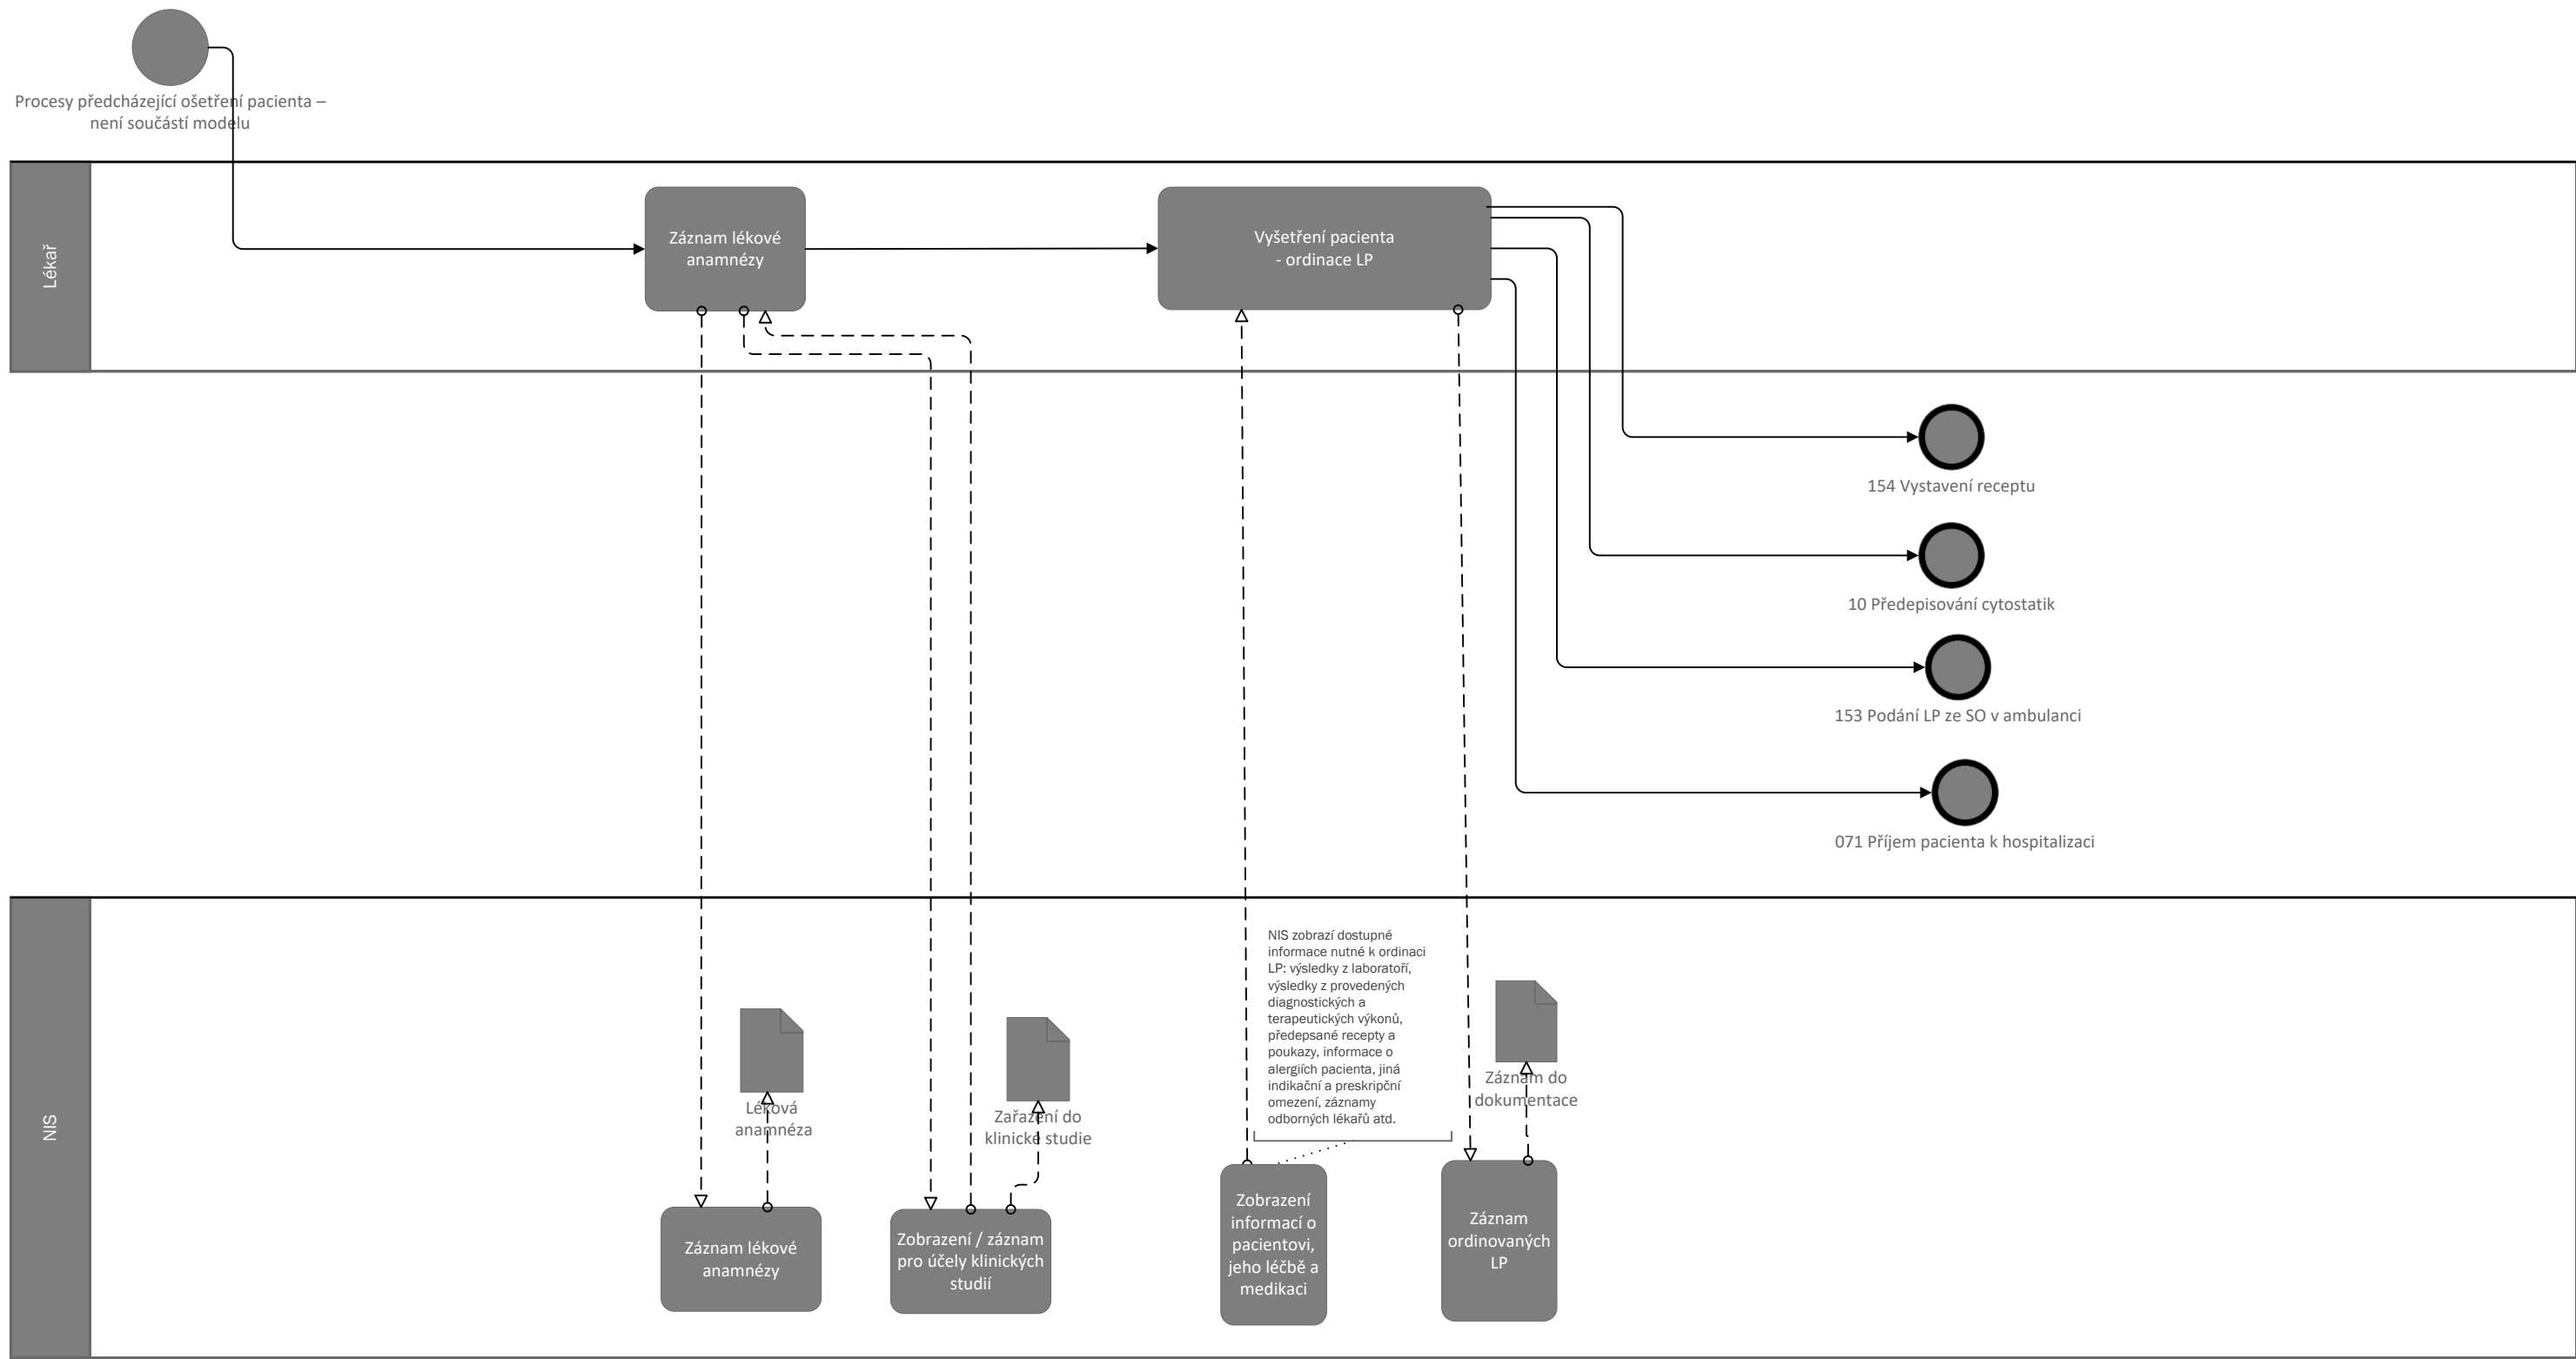 Procesy předcházející ošetření pacienta –
není součástí modelu
Lékař
Záznam lékové
anamnézy
Vyšetření pacienta
- ordinace LP
154 Vystavení receptu
10 Předepisování cytostatik
153 Podání LP ze SO v ambulanci
071 Příjem pacienta k hospitalizaci
NIS
Léková
anamnéza
Zařazení do
klinické studie
NIS zobrazí dostupné
informace nutné k ordinaci
LP: výsledky z laboratoří,
výsledky z provedených
diagnostických a
terapeutických výkonů,
předepsané recepty a
poukazy, informace o
alergiích pacienta, jiná
indikační a preskripční
omezení, záznamy
odborných lékařů atd.
Záznam do
dokumentace
Záznam lékové
anamnézy
Zobrazení / záznam
pro účely klinických
studií
Zobrazení
informací o
pacientovi,
jeho léčbě a
medikaci
Záznam
ordinovaných
LP